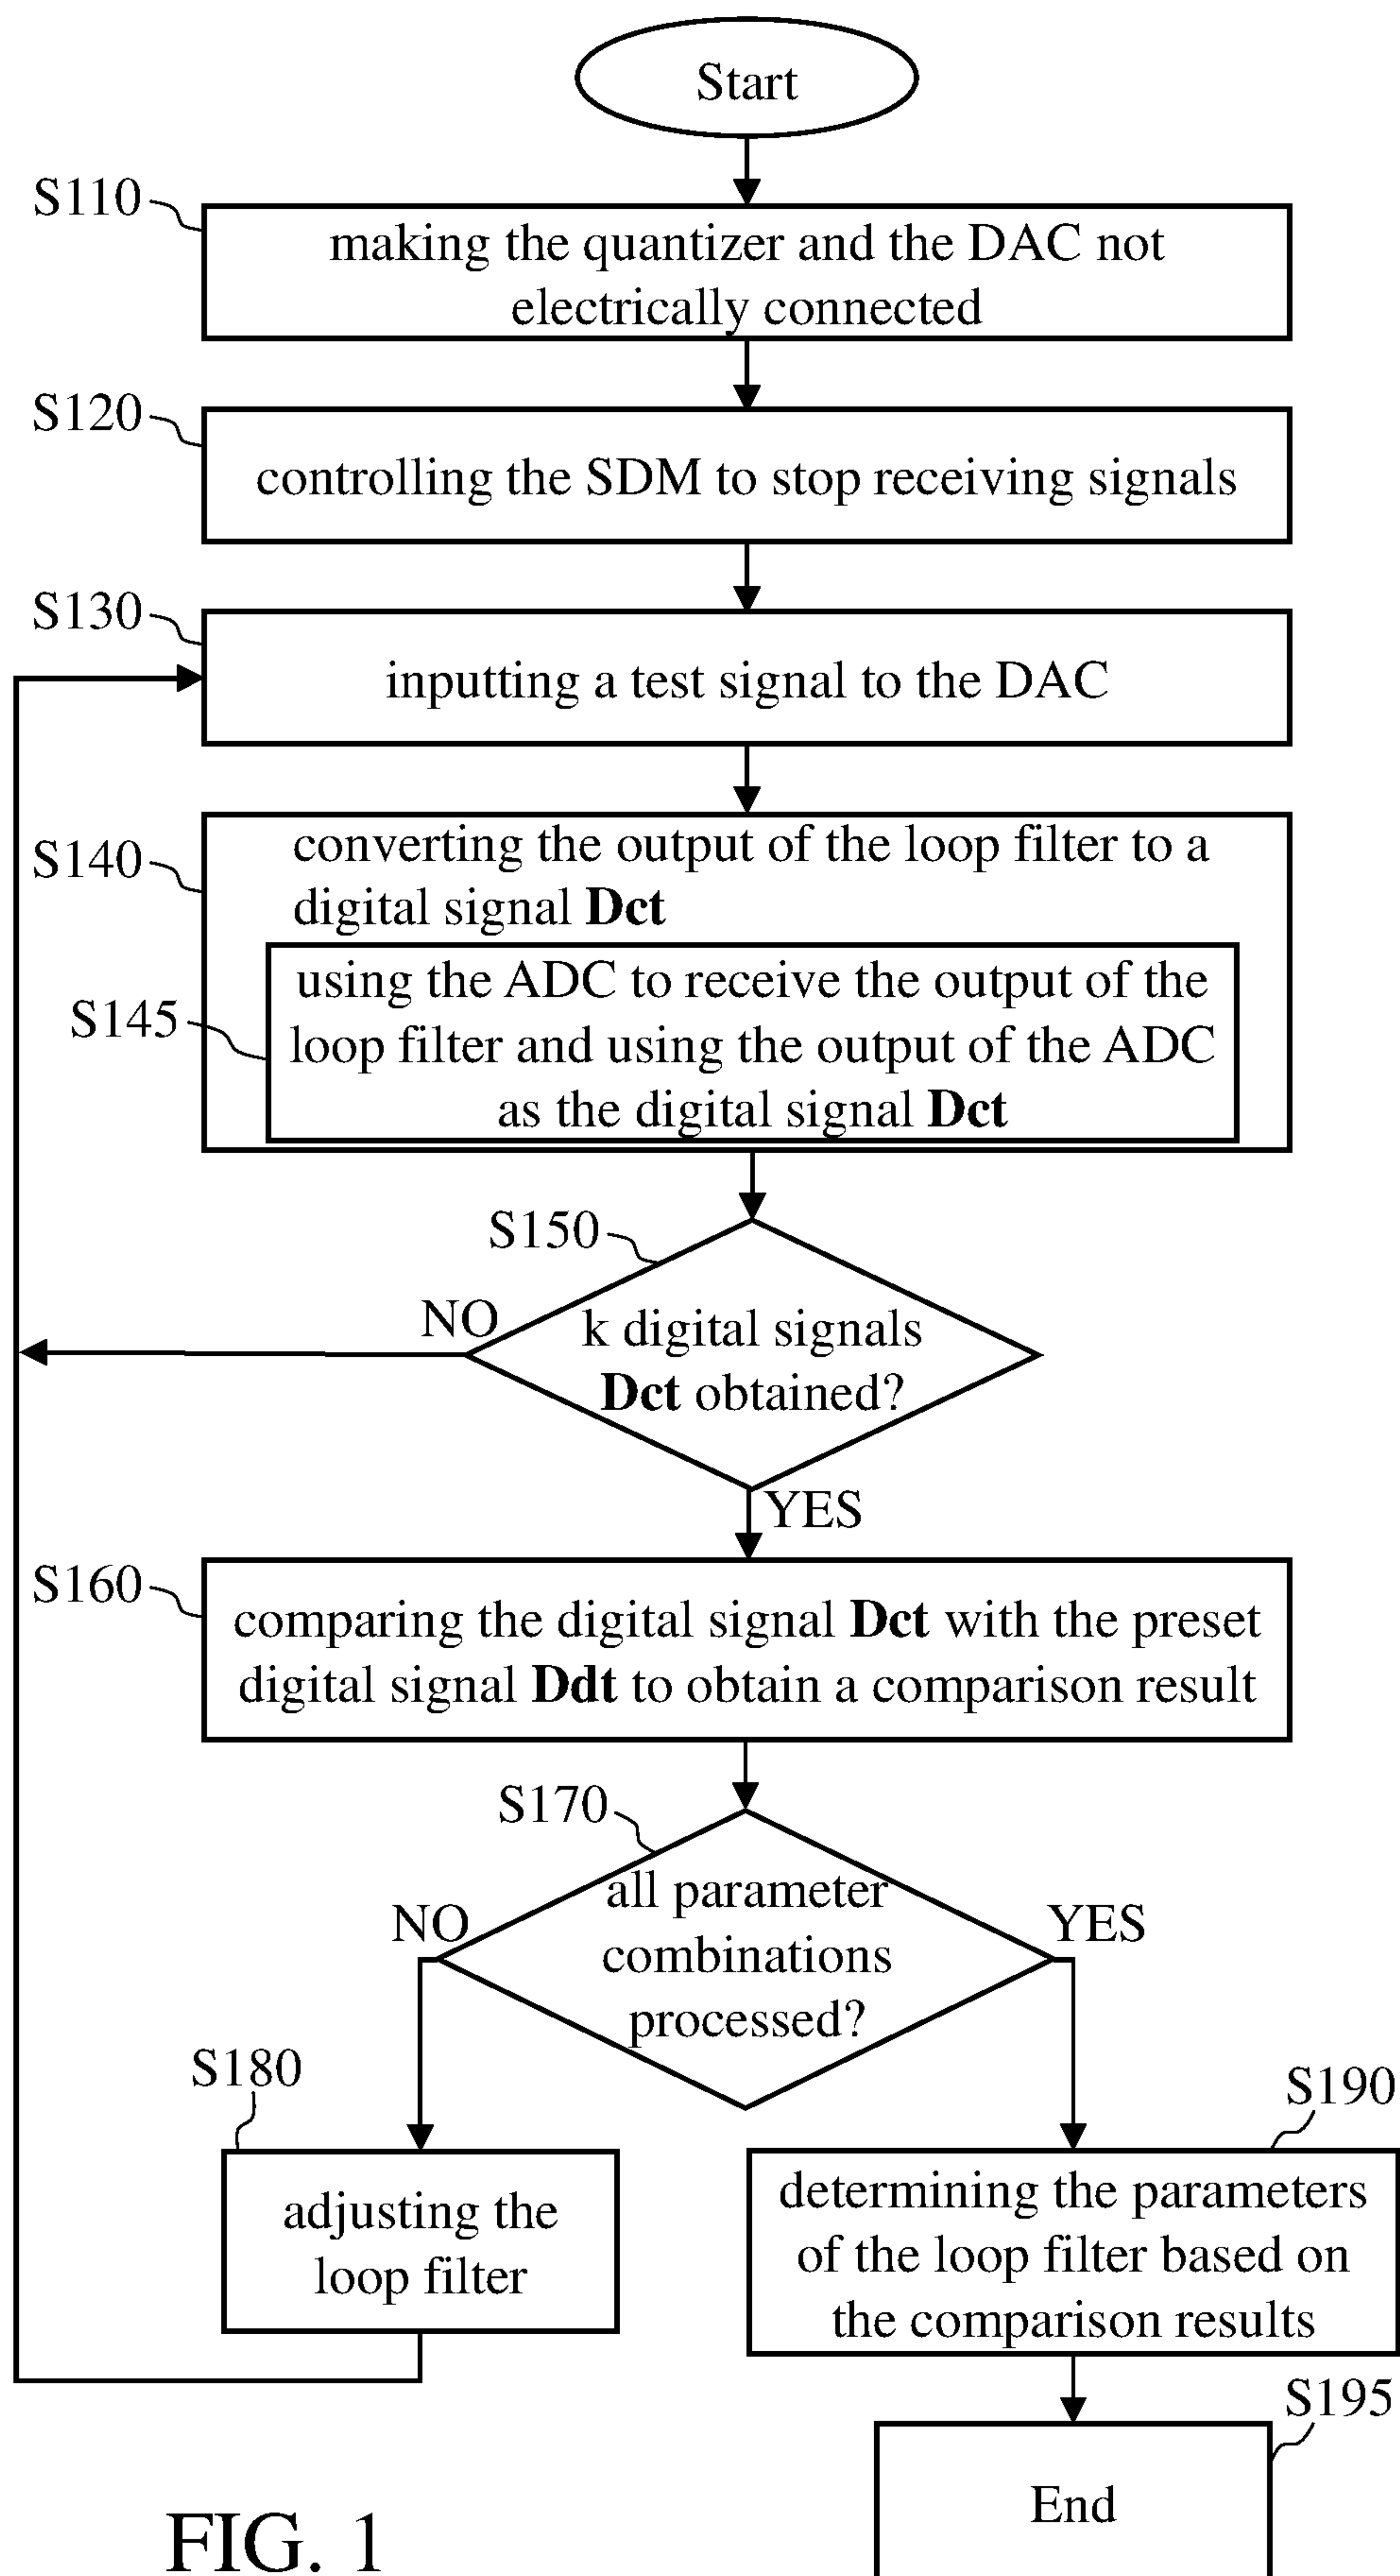 Start
S110
making the quantizer and the DAC not
electrically connected
S120
controlling the SDM to stop receiving signals
S130
inputting a test signal to the DAC
S140
converting the output of the loop filter to a
digital signal Dct
S145
using the ADC to receive the output of the
loop filter and using the output of the ADC
as the digital signal Dct
S150
NO
k digital signals
Dct obtained?
YES
S160
comparing the digital signal Dct with the preset
digital signal Ddt to obtain a comparison result
S170
NO
all parameter
combinations
processed?
YES
S180
adjusting the
loop filter
S190
determining the parameters
of the loop filter based on
the comparison results
S195
End
FIG. 1